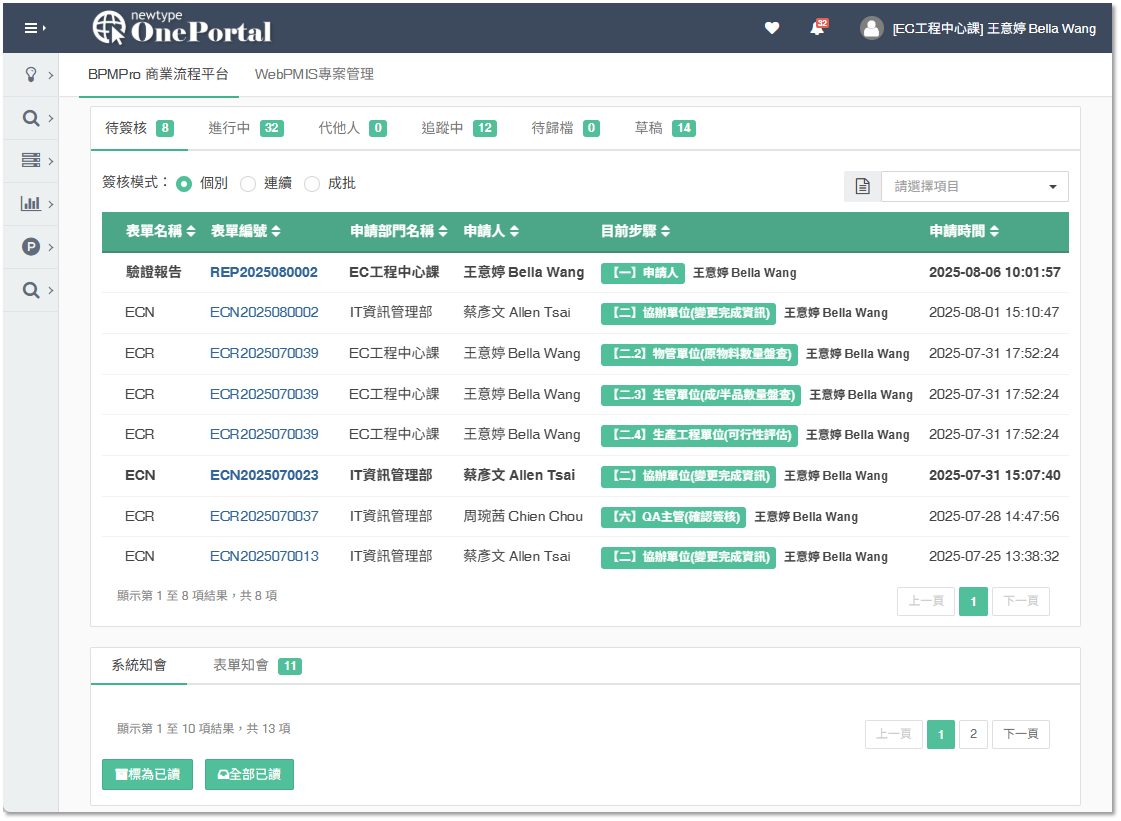 newtype
OnePortal
32
[EC工程中心課] 王意婷 Bella Wang
BPMPro 商業流程平台 WebPMIS專案管理
待簽核 8 進行中 32 代他人 0 追蹤中 12 待歸檔 0 草稿 14
簽核模式： 個別 連續 成批 請選擇項目
表單名稱 表單編號 申請部門名稱 申請人 目前步驟 申請時間
驗證報告 REP2025080002 EC工程中心課 王意婷 Bella Wang 【一】申請人 王意婷 Bella Wang 2025-08-06 10:01:57
ECN ECN2025080002 IT資訊管理部 蔡彥文 Allen Tsai 【二】協辦單位(變更完成資訊) 王意婷 Bella Wang 2025-08-01 15:10:47
ECR ECR2025070039 EC工程中心課 王意婷 Bella Wang 【二.2】物管單位(原物料數量盤查) 王意婷 Bella Wang 2025-07-31 17:52:24
ECR ECR2025070039 EC工程中心課 王意婷 Bella Wang 【二.3】生管單位(成/半品數量盤查) 王意婷 Bella Wang 2025-07-31 17:52:24
ECR ECR2025070039 EC工程中心課 王意婷 Bella Wang 【二.4】生產工程單位(可行性評估) 王意婷 Bella Wang 2025-07-31 17:52:24
ECN ECN2025070023 IT資訊管理部 蔡彥文 Allen Tsai 【二】協辦單位(變更完成資訊) 王意婷 Bella Wang 2025-07-31 15:07:40
ECR ECR2025070037 IT資訊管理部 周琬茜 Chien Chou 【六】QA主管(確認簽核) 王意婷 Bella Wang 2025-07-28 14:47:56
ECN ECN2025070013 IT資訊管理部 蔡彥文 Allen Tsai 【二】協辦單位(變更完成資訊) 王意婷 Bella Wang 2025-07-25 13:38:32
顯示第 1 至 8 項結果，共 8 項 上一頁 1 下一頁
系統知會 表單知會 11
顯示第 1 至 10 項結果，共 13 項 上一頁 1 2 下一頁
標為已讀 全部已讀
P